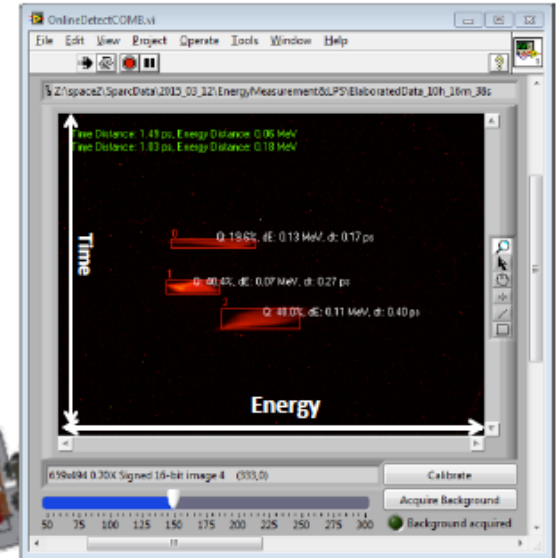 OnlineDetectCOMB.vi
File Edit View Project Operate Tools Window Help
Z:\space2\SparcData\2015_03_12\EnergyMeasurement&LPS\ElaboratedData_10h_16m_38s
Time Distance: 1.49 ps, Energy Distance: 0.06 MeV
Time Distance: 1.03 ps, Energy Distance: 0.18 MeV
Time
0
Q: 19.6%, dE: 0.13 MeV, dt: 0.17 ps
1
Q: 40.4%, dE: 0.07 MeV, dt: 0.27 ps
2
Q: 40.0%, dE: 0.11 MeV, dt: 0.40 ps
Energy
659x494 0.70X Signed 16-bit image 4 (333,0)
Calibrate
Acquire Background
50 75 100 125 150 175 200 225 250 275 300
Background acquired